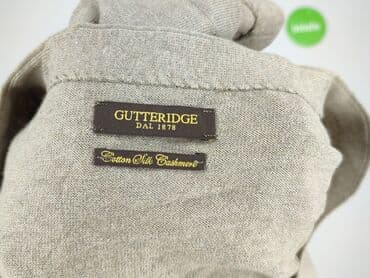 GUTTERIDGE
DAL 1878
Cotton Silk Cashmere